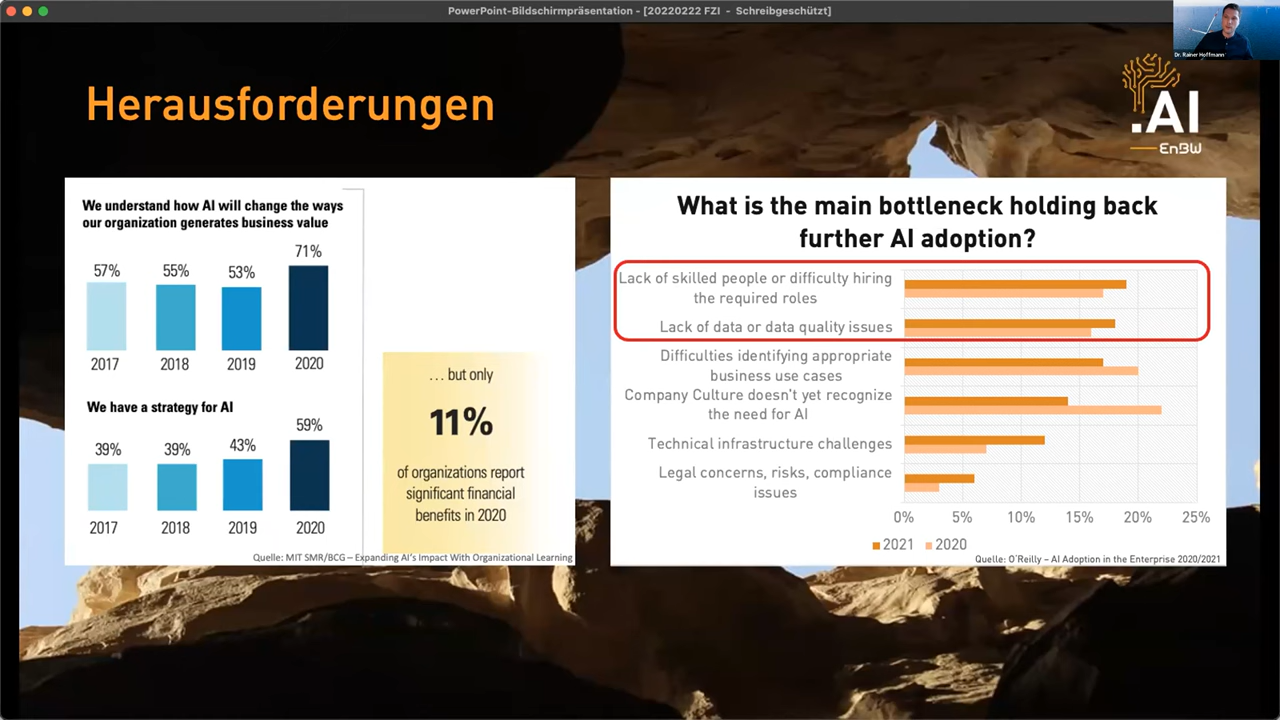 PowerPoint-Bildschirmpräsentation - [20220222 FZI - Schreibgeschützt]
Dr. Rainer Hoffmann
Herausforderungen
.AI
EnBW
We understand how AI will change the ways
our organization generates business value
57%
55%
53%
71%
2017
2018
2019
2020
We have a strategy for AI
39%
39%
43%
59%
2017
2018
2019
2020
... but only
11%
of organizations report
significant financial
benefits in 2020
Quelle: MIT SMR/BCG – Expanding AI's Impact With Organizational Learning
What is the main bottleneck holding back
further AI adoption?
Lack of skilled people or difficulty hiring
the required roles
Lack of data or data quality issues
Difficulties identifying appropriate
business use cases
Company Culture doesn't yet recognize
the need for AI
Technical infrastructure challenges
Legal concerns, risks, compliance
issues
0% 5% 10% 15% 20% 25%
2021 2020
Quelle: O'Reilly – AI Adoption in the Enterprise 2020/2021